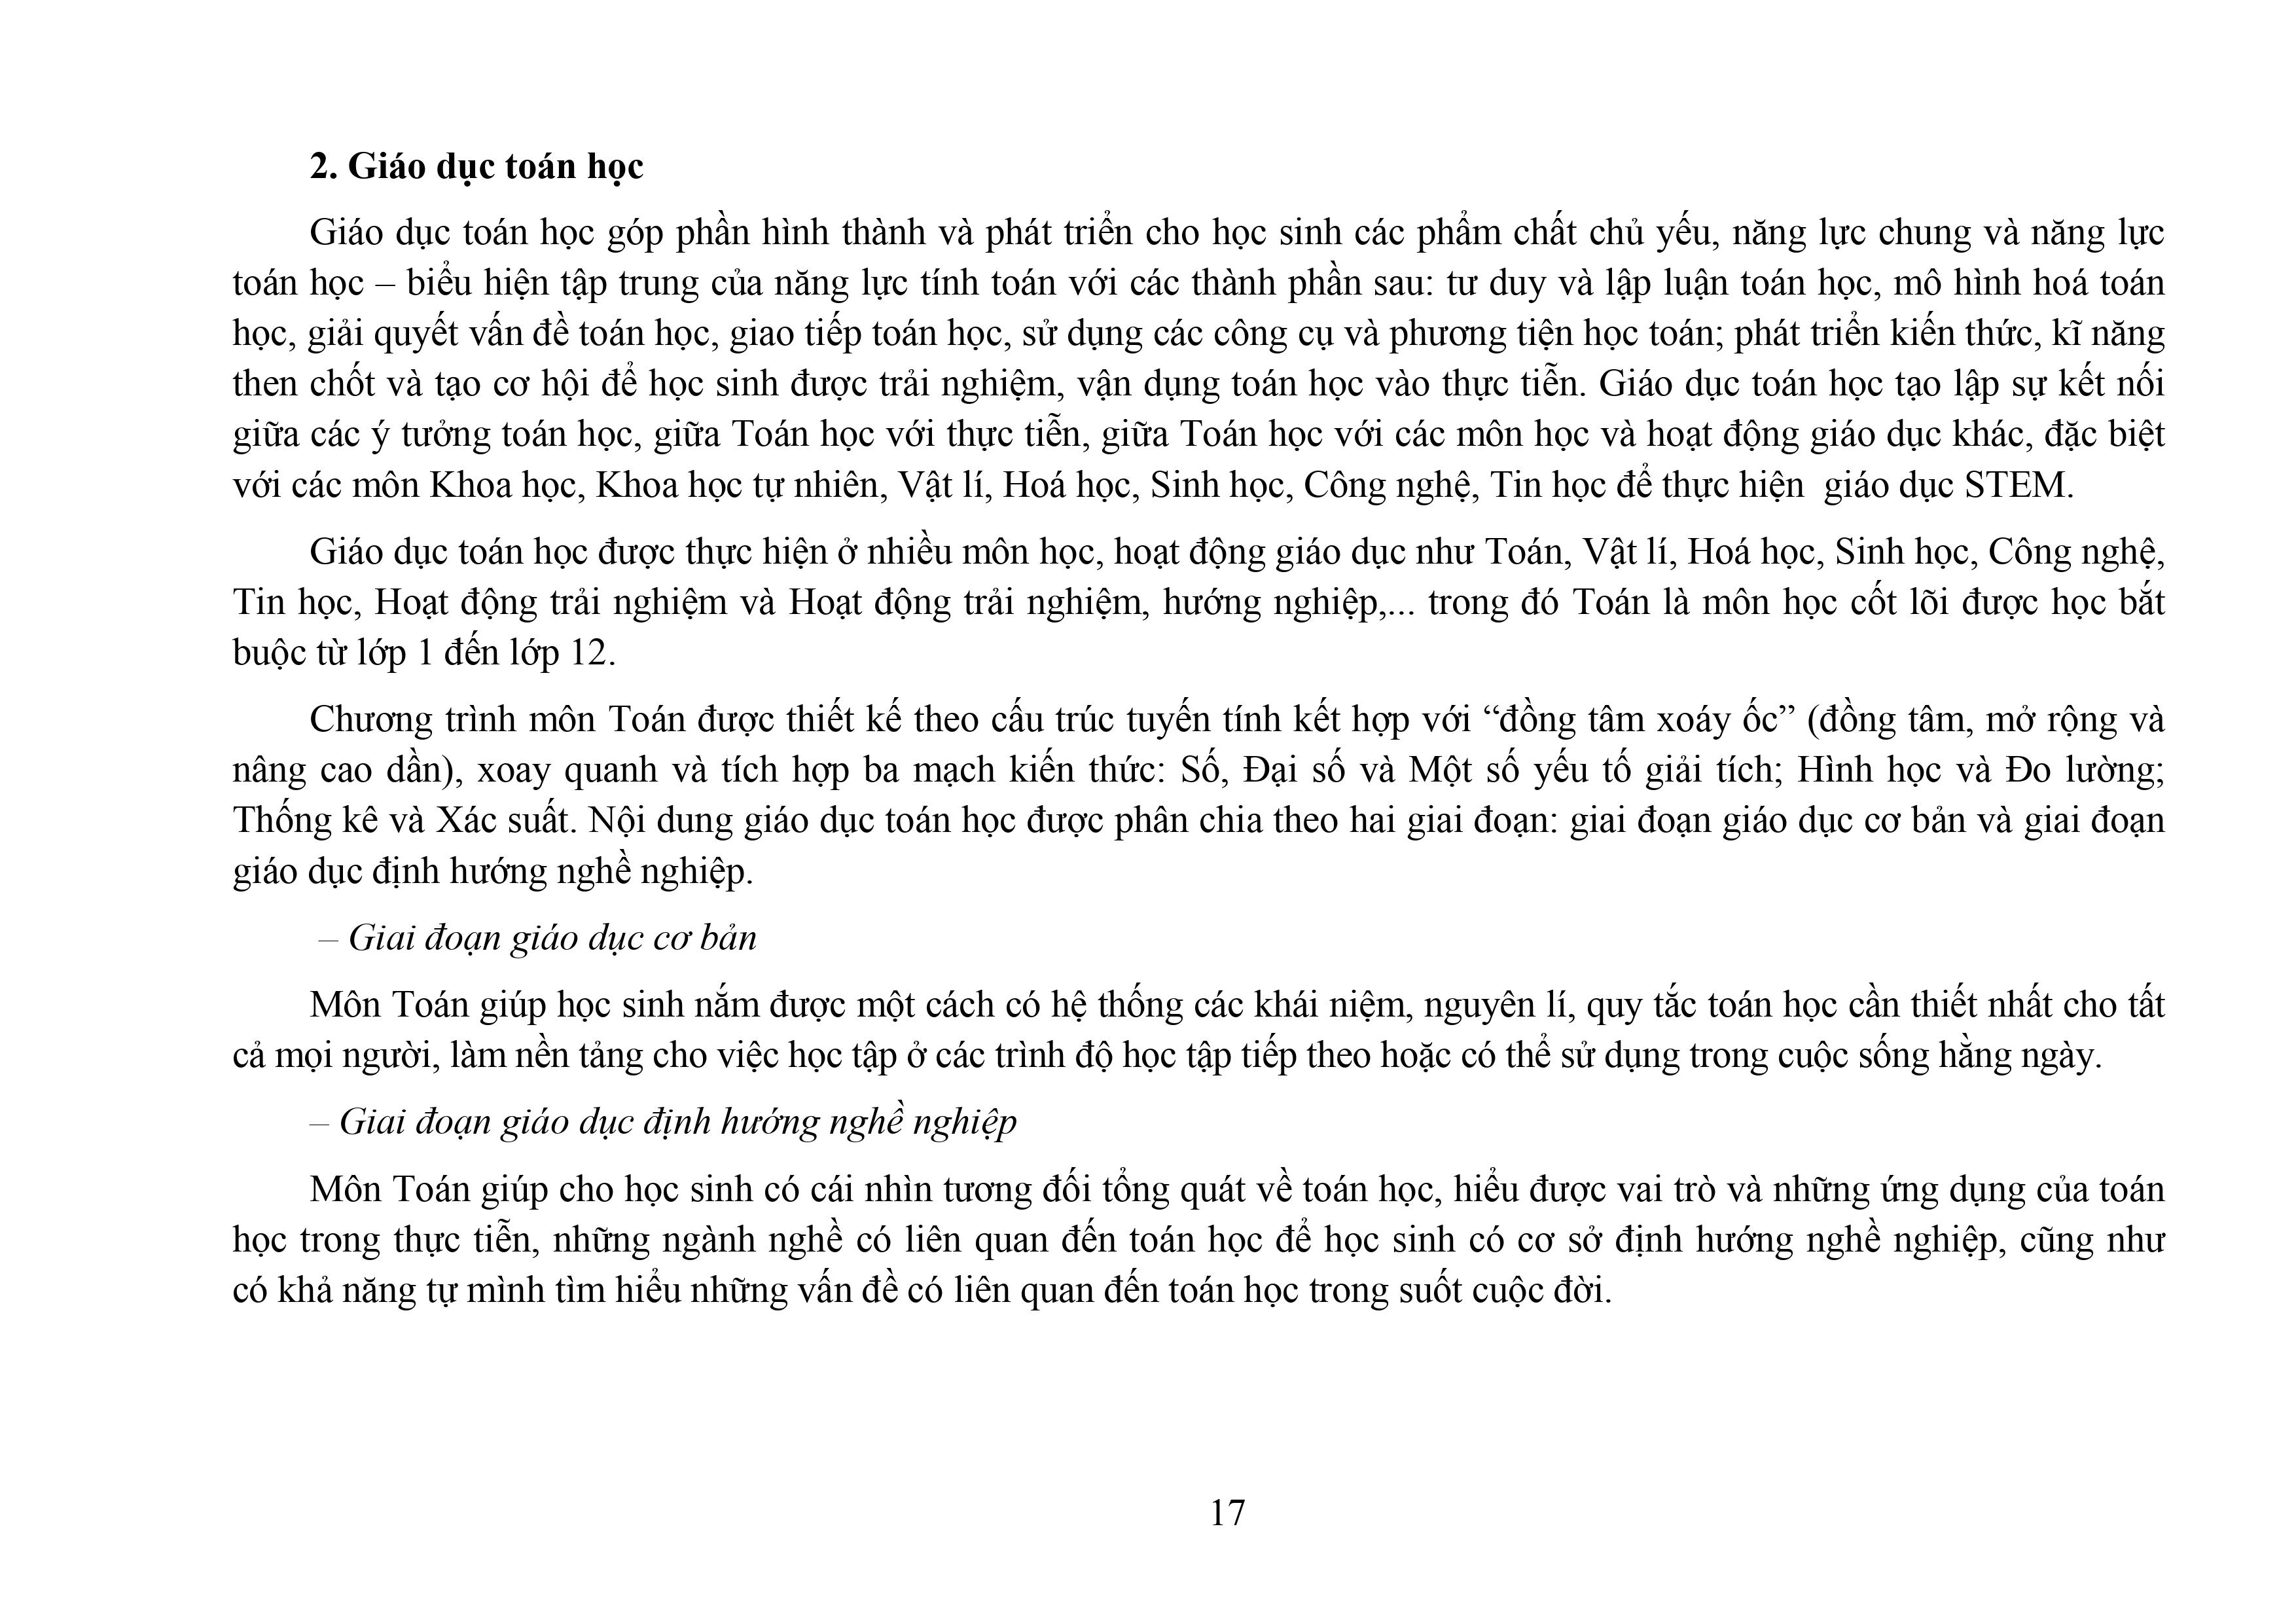 2. Giáo dục toán học
Giáo dục toán học góp phần hình thành và phát triển cho học sinh các phẩm chất chủ yếu, năng lực chung và năng lực
toán học – biểu hiện tập trung của năng lực tính toán với các thành phần sau: tư duy và lập luận toán học, mô hình hoá toán
học, giải quyết vấn đề toán học, giao tiếp toán học, sử dụng các công cụ và phương tiện học toán; phát triển kiến thức, kĩ năng
then chốt và tạo cơ hội để học sinh được trải nghiệm, vận dụng toán học vào thực tiễn. Giáo dục toán học tạo lập sự kết nối
giữa các ý tưởng toán học, giữa Toán học với thực tiễn, giữa Toán học với các môn học và hoạt động giáo dục khác, đặc biệt
với các môn Khoa học, Khoa học tự nhiên, Vật lí, Hoá học, Sinh học, Công nghệ, Tin học để thực hiện  giáo dục STEM.
Giáo dục toán học được thực hiện ở nhiều môn học, hoạt động giáo dục như Toán, Vật lí, Hoá học, Sinh học, Công nghệ,
Tin học, Hoạt động trải nghiệm và Hoạt động trải nghiệm, hướng nghiệp,... trong đó Toán là môn học cốt lõi được học bắt
buộc từ lớp 1 đến lớp 12.
Chương trình môn Toán được thiết kế theo cấu trúc tuyến tính kết hợp với “đồng tâm xoáy ốc” (đồng tâm, mở rộng và
nâng cao dần), xoay quanh và tích hợp ba mạch kiến thức: Số, Đại số và Một số yếu tố giải tích; Hình học và Đo lường;
Thống kê và Xác suất. Nội dung giáo dục toán học được phân chia theo hai giai đoạn: giai đoạn giáo dục cơ bản và giai đoạn
giáo dục định hướng nghề nghiệp.
– Giai đoạn giáo dục cơ bản
Môn Toán giúp học sinh nắm được một cách có hệ thống các khái niệm, nguyên lí, quy tắc toán học cần thiết nhất cho tất
cả mọi người, làm nền tảng cho việc học tập ở các trình độ học tập tiếp theo hoặc có thể sử dụng trong cuộc sống hằng ngày.
– Giai đoạn giáo dục định hướng nghề nghiệp
Môn Toán giúp cho học sinh có cái nhìn tương đối tổng quát về toán học, hiểu được vai trò và những ứng dụng của toán
học trong thực tiễn, những ngành nghề có liên quan đến toán học để học sinh có cơ sở định hướng nghề nghiệp, cũng như
có khả năng tự mình tìm hiểu những vấn đề có liên quan đến toán học trong suốt cuộc đời.
17